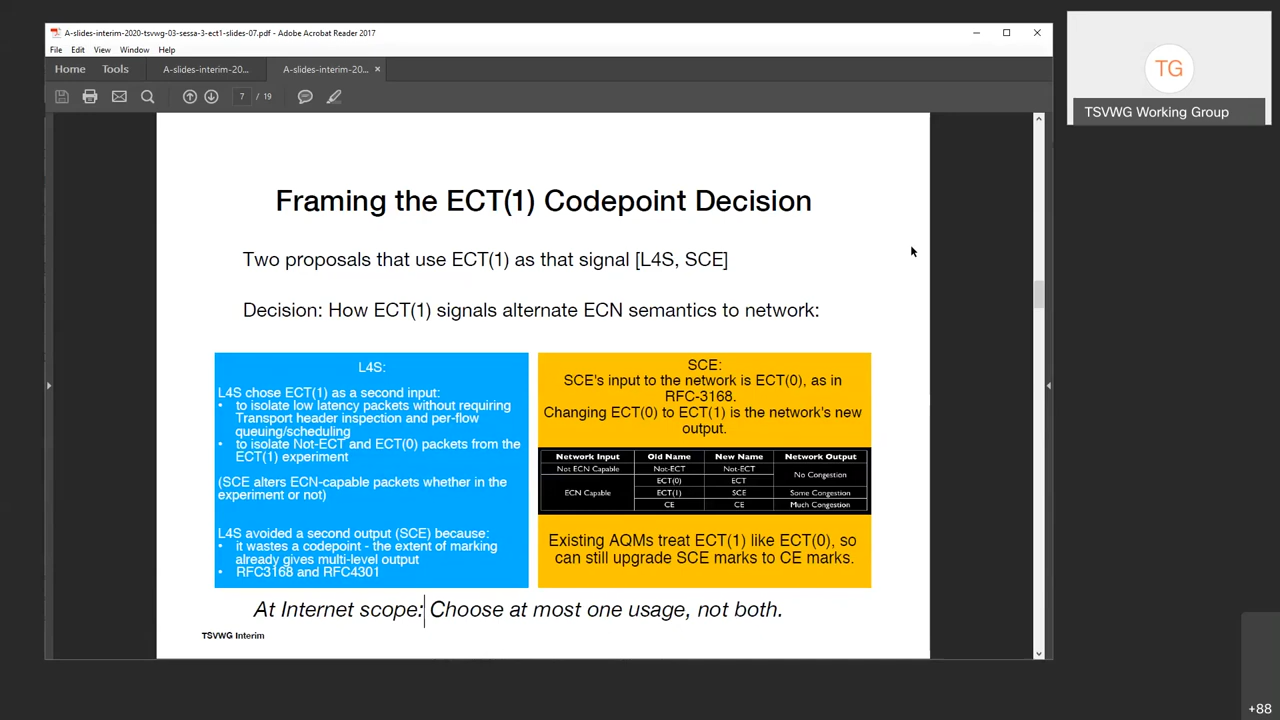 A-slides-interim-2020-tsvwg-03-sessa-3-ect1-slides-07.pdf - Adobe Acrobat Reader 2017
File Edit View Window Help
Home Tools A-slides-interim-20... A-slides-interim-20... ×
7 / 19
TG
TSVWG Working Group
Framing the ECT(1) Codepoint Decision
Two proposals that use ECT(1) as that signal [L4S, SCE]
Decision: How ECT(1) signals alternate ECN semantics to network:
L4S:
L4S chose ECT(1) as a second input:
• to isolate low latency packets without requiring
Transport header inspection and per-flow
queuing/scheduling
• to isolate Not-ECT and ECT(0) packets from the
ECT(1) experiment
(SCE alters ECN-capable packets whether in the
experiment or not)
L4S avoided a second output (SCE) because:
• it wastes a codepoint - the extent of marking
already gives multi-level output
• RFC3168 and RFC4301
SCE:
SCE's input to the network is ECT(0), as in
RFC-3168.
Changing ECT(0) to ECT(1) is the network's new
output.
Network Input Old Name New Name Network Output
Not ECN Capable Not-ECT Not-ECT No Congestion
ECN Capable ECT(0) ECT
ECT(1) SCE Some Congestion
CE CE Much Congestion
Existing AQMs treat ECT(1) like ECT(0), so
can still upgrade SCE marks to CE marks.
At Internet scope: Choose at most one usage, not both.
TSVWG Interim
+88